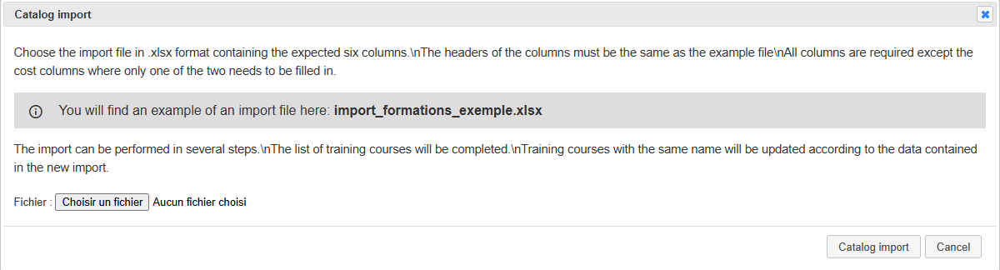 Catalog import
Choose the import file in .xlsx format containing the expected six columns.\nThe headers of the columns must be the same as the example file\nAll columns are required except the
cost columns where only one of the two needs to be filled in.
You will find an example of an import file here: import_formations_exemple.xlsx
The import can be performed in several steps.\nThe list of training courses will be completed.\nTraining courses with the same name will be updated according to the data contained
in the new import.
Fichier : Choisir un fichier Aucun fichier choisi
Catalog import Cancel